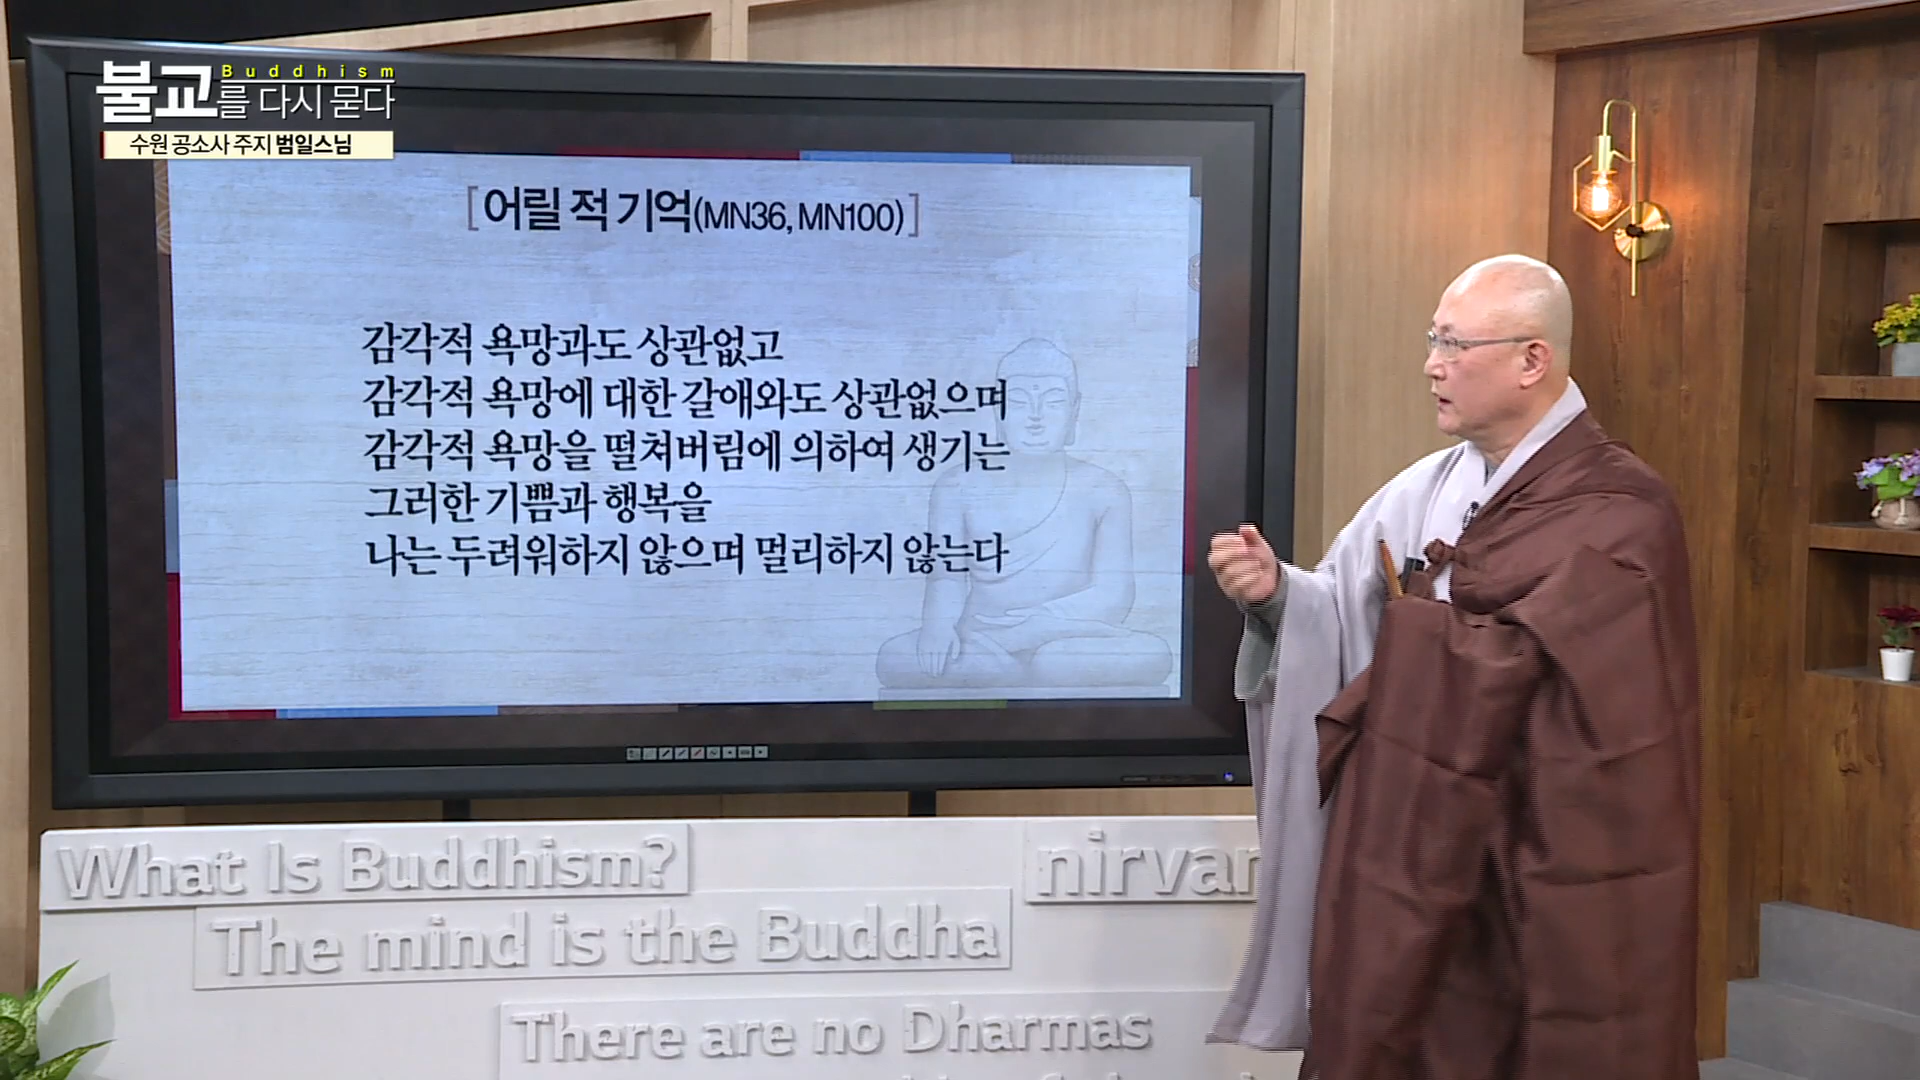 Buddhism
불교를 다시 묻다
수원 공소사 주지 범일스님
[어릴 적 기억(MN36, MN100)]
감각적 욕망과도 상관없고
감각적 욕망에 대한 갈애와도 상관없으며
감각적 욕망을 떨쳐버림에 의하여 생기는
그러한 기쁨과 행복을
나는 두려워하지 않으며 멀리하지 않는다
What Is Buddhism?
The mind is the Buddha
There are no Dharmas